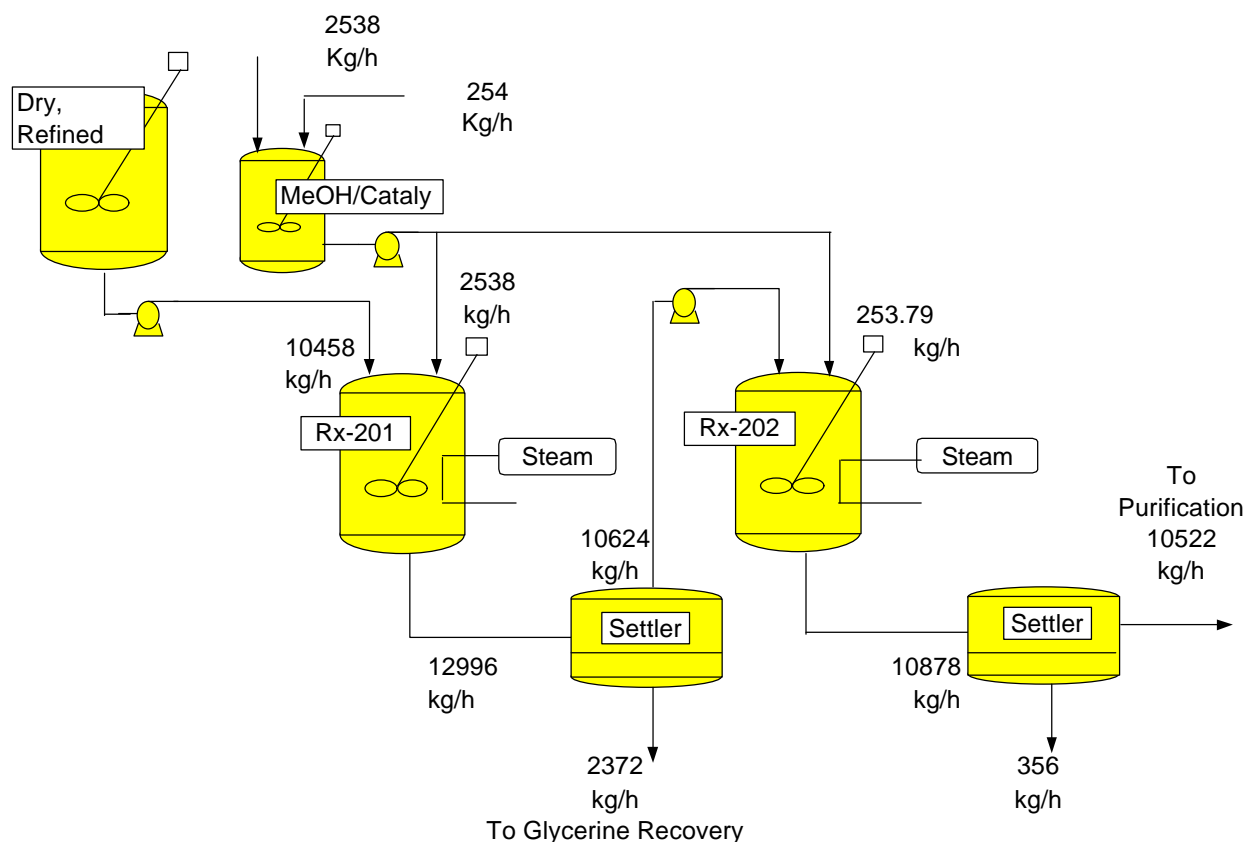 2538
Kg/h
254
Kg/h
Dry,
Refined
MeOH/Cataly
2538
kg/h
253.79
kg/h
10458
kg/h
Rx-201
Steam
Rx-202
Steam
To
Purification
10522
kg/h
10624
kg/h
Settler
Settler
12996
kg/h
10878
kg/h
2372
kg/h
To Glycerine Recovery
356
kg/h